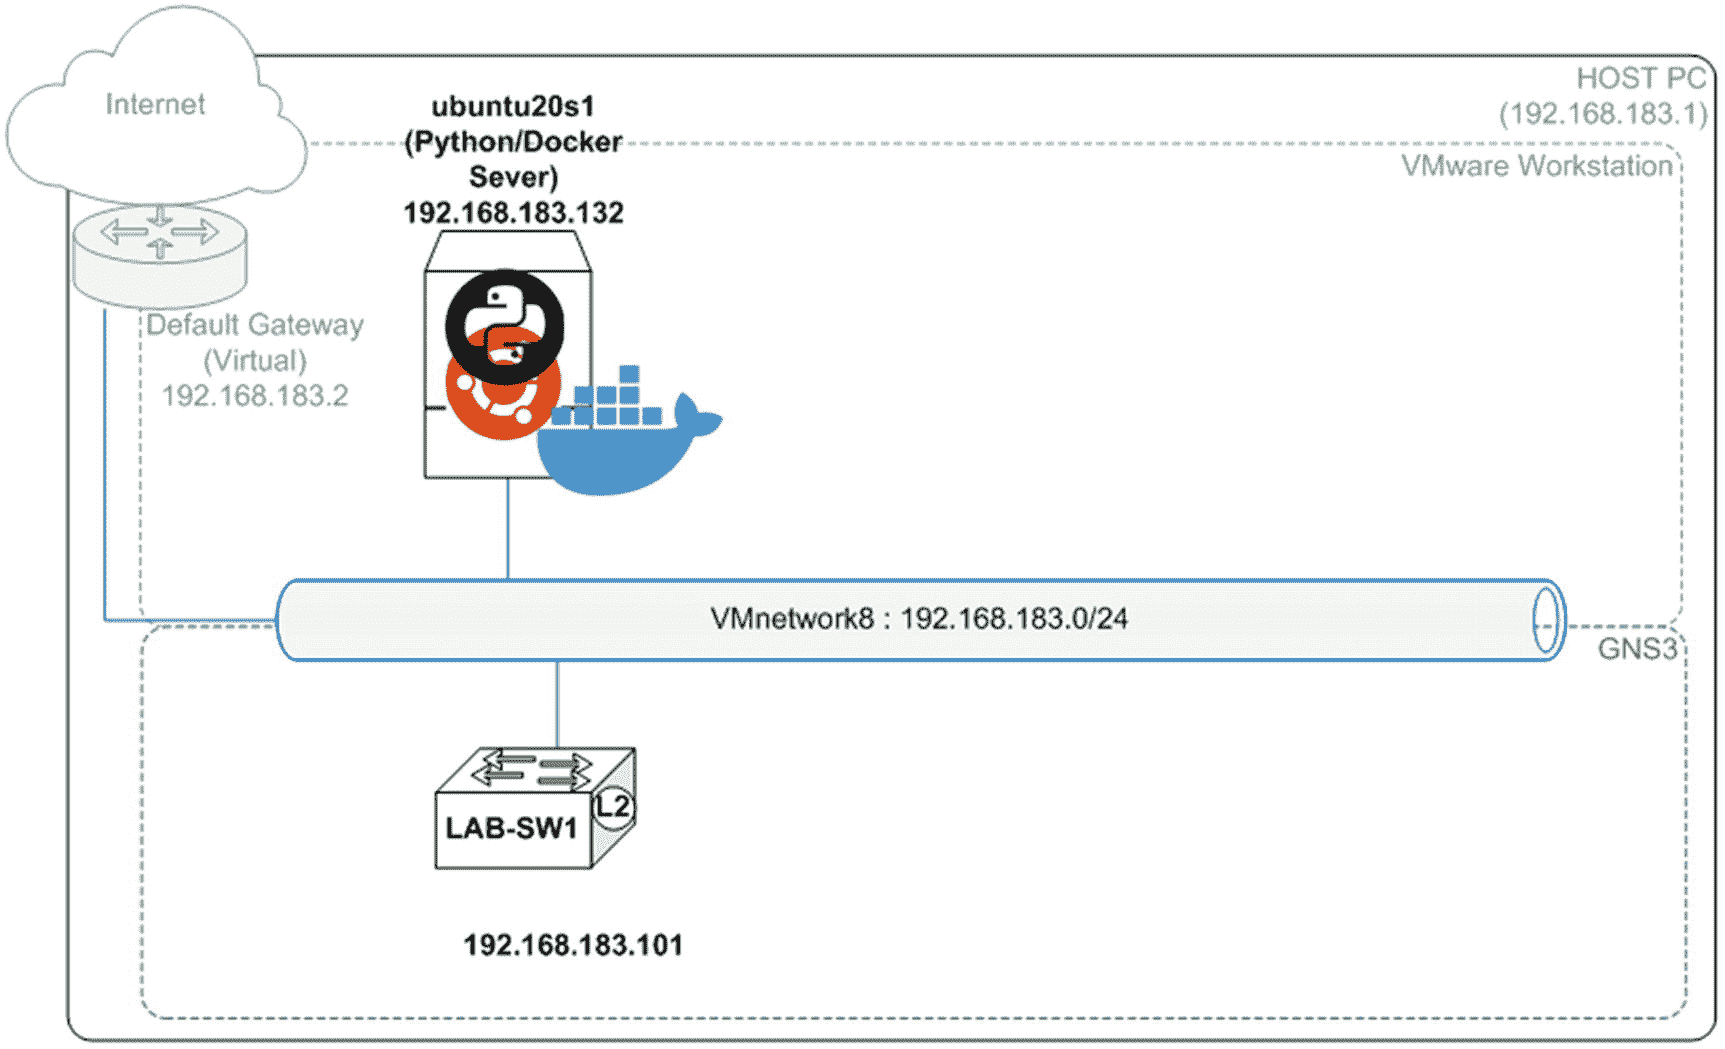 Internet
HOST PC
(192.168.183.1)
VMware Workstation
ubuntu20s1
(Python/Docker
Sever)
192.168.183.132
Default Gateway
(Virtual)
192.168.183.2
VMnetwork8 : 192.168.183.0/24
GNS3
L2
LAB-SW1
192.168.183.101